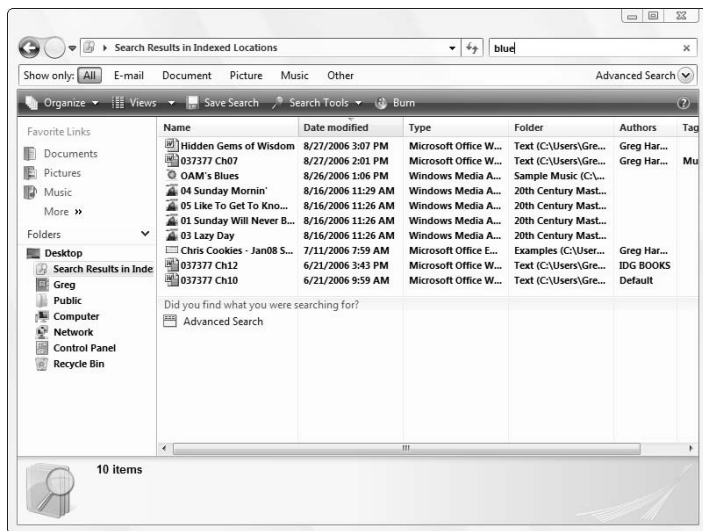 Search Results in Indexed Locations
blue
Show only: All E-mail Document Picture Music Other Advanced Search
Organize Views Save Search Search Tools Burn
Favorite Links
Documents
Pictures
Music
More »
Folders
Desktop
Search Results in Inde
Greg
Public
Computer
Network
Control Panel
Recycle Bin
Name Date modified Type Folder Authors Tag
Hidden Gems of Wisdom 8/27/2006 3:07 PM Microsoft Office W... Text (C:\Users\Gre... Greg Har...
037377 Ch07 8/27/2006 2:01 PM Microsoft Office W... Text (C:\Users\Gre... Greg Har... Mu
OAM's Blues 8/26/2006 1:06 PM Windows Media A... Sample Music (C:\...
04 Sunday Mornin' 8/16/2006 11:29 AM Windows Media A... 20th Century Mast...
05 Like To Get To Kno... 8/16/2006 11:26 AM Windows Media A... 20th Century Mast...
01 Sunday Will Never B... 8/16/2006 11:26 AM Windows Media A... 20th Century Mast...
03 Lazy Day 8/16/2006 11:26 AM Windows Media A... 20th Century Mast...
Chris Cookies - Jan08 S... 7/11/2006 7:59 AM Microsoft Office E... Examples (C:\User... Greg Har...
037377 Ch12 6/21/2006 3:43 PM Microsoft Office W... Text (C:\Users\Gre... IDG BOOKS
037377 Ch10 6/21/2006 9:59 AM Microsoft Office W... Text (C:\Users\Gre... Default
Did you find what you were searching for?
Advanced Search
10 items